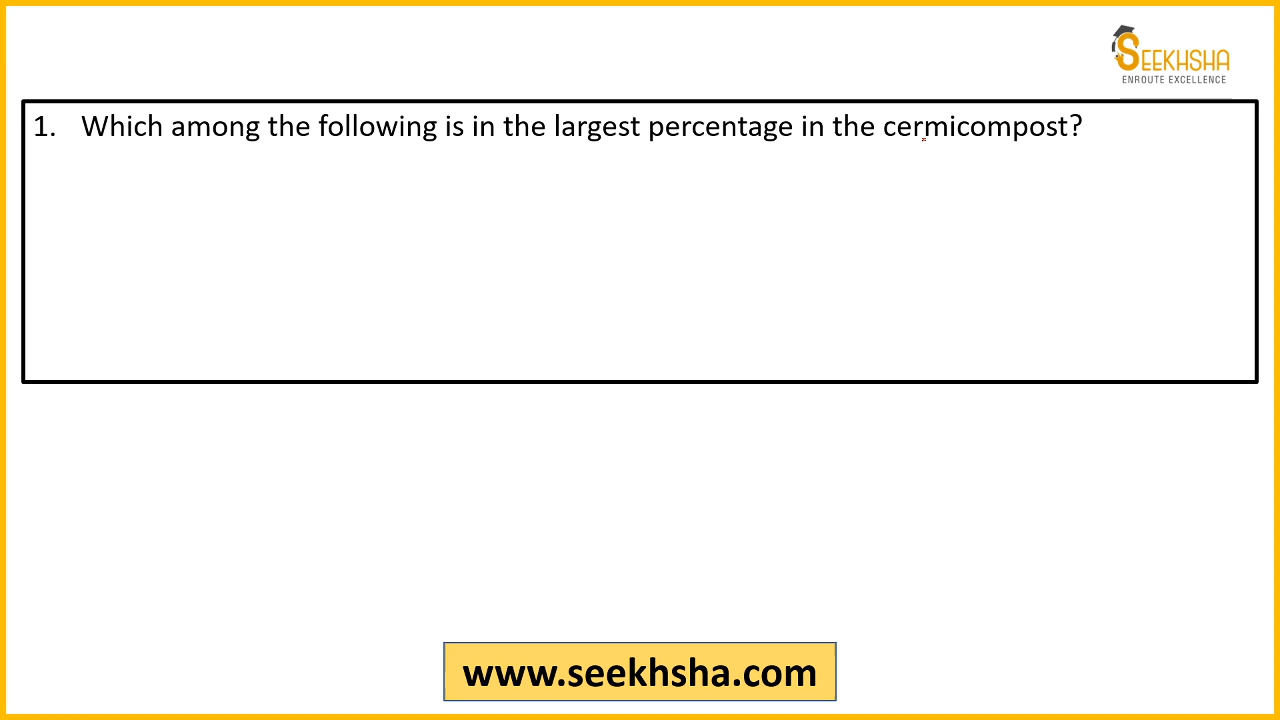 SEEKHSHA
ENROUTE EXCELLENCE
1. Which among the following is in the largest percentage in the cermicompost?
www.seekhsha.com